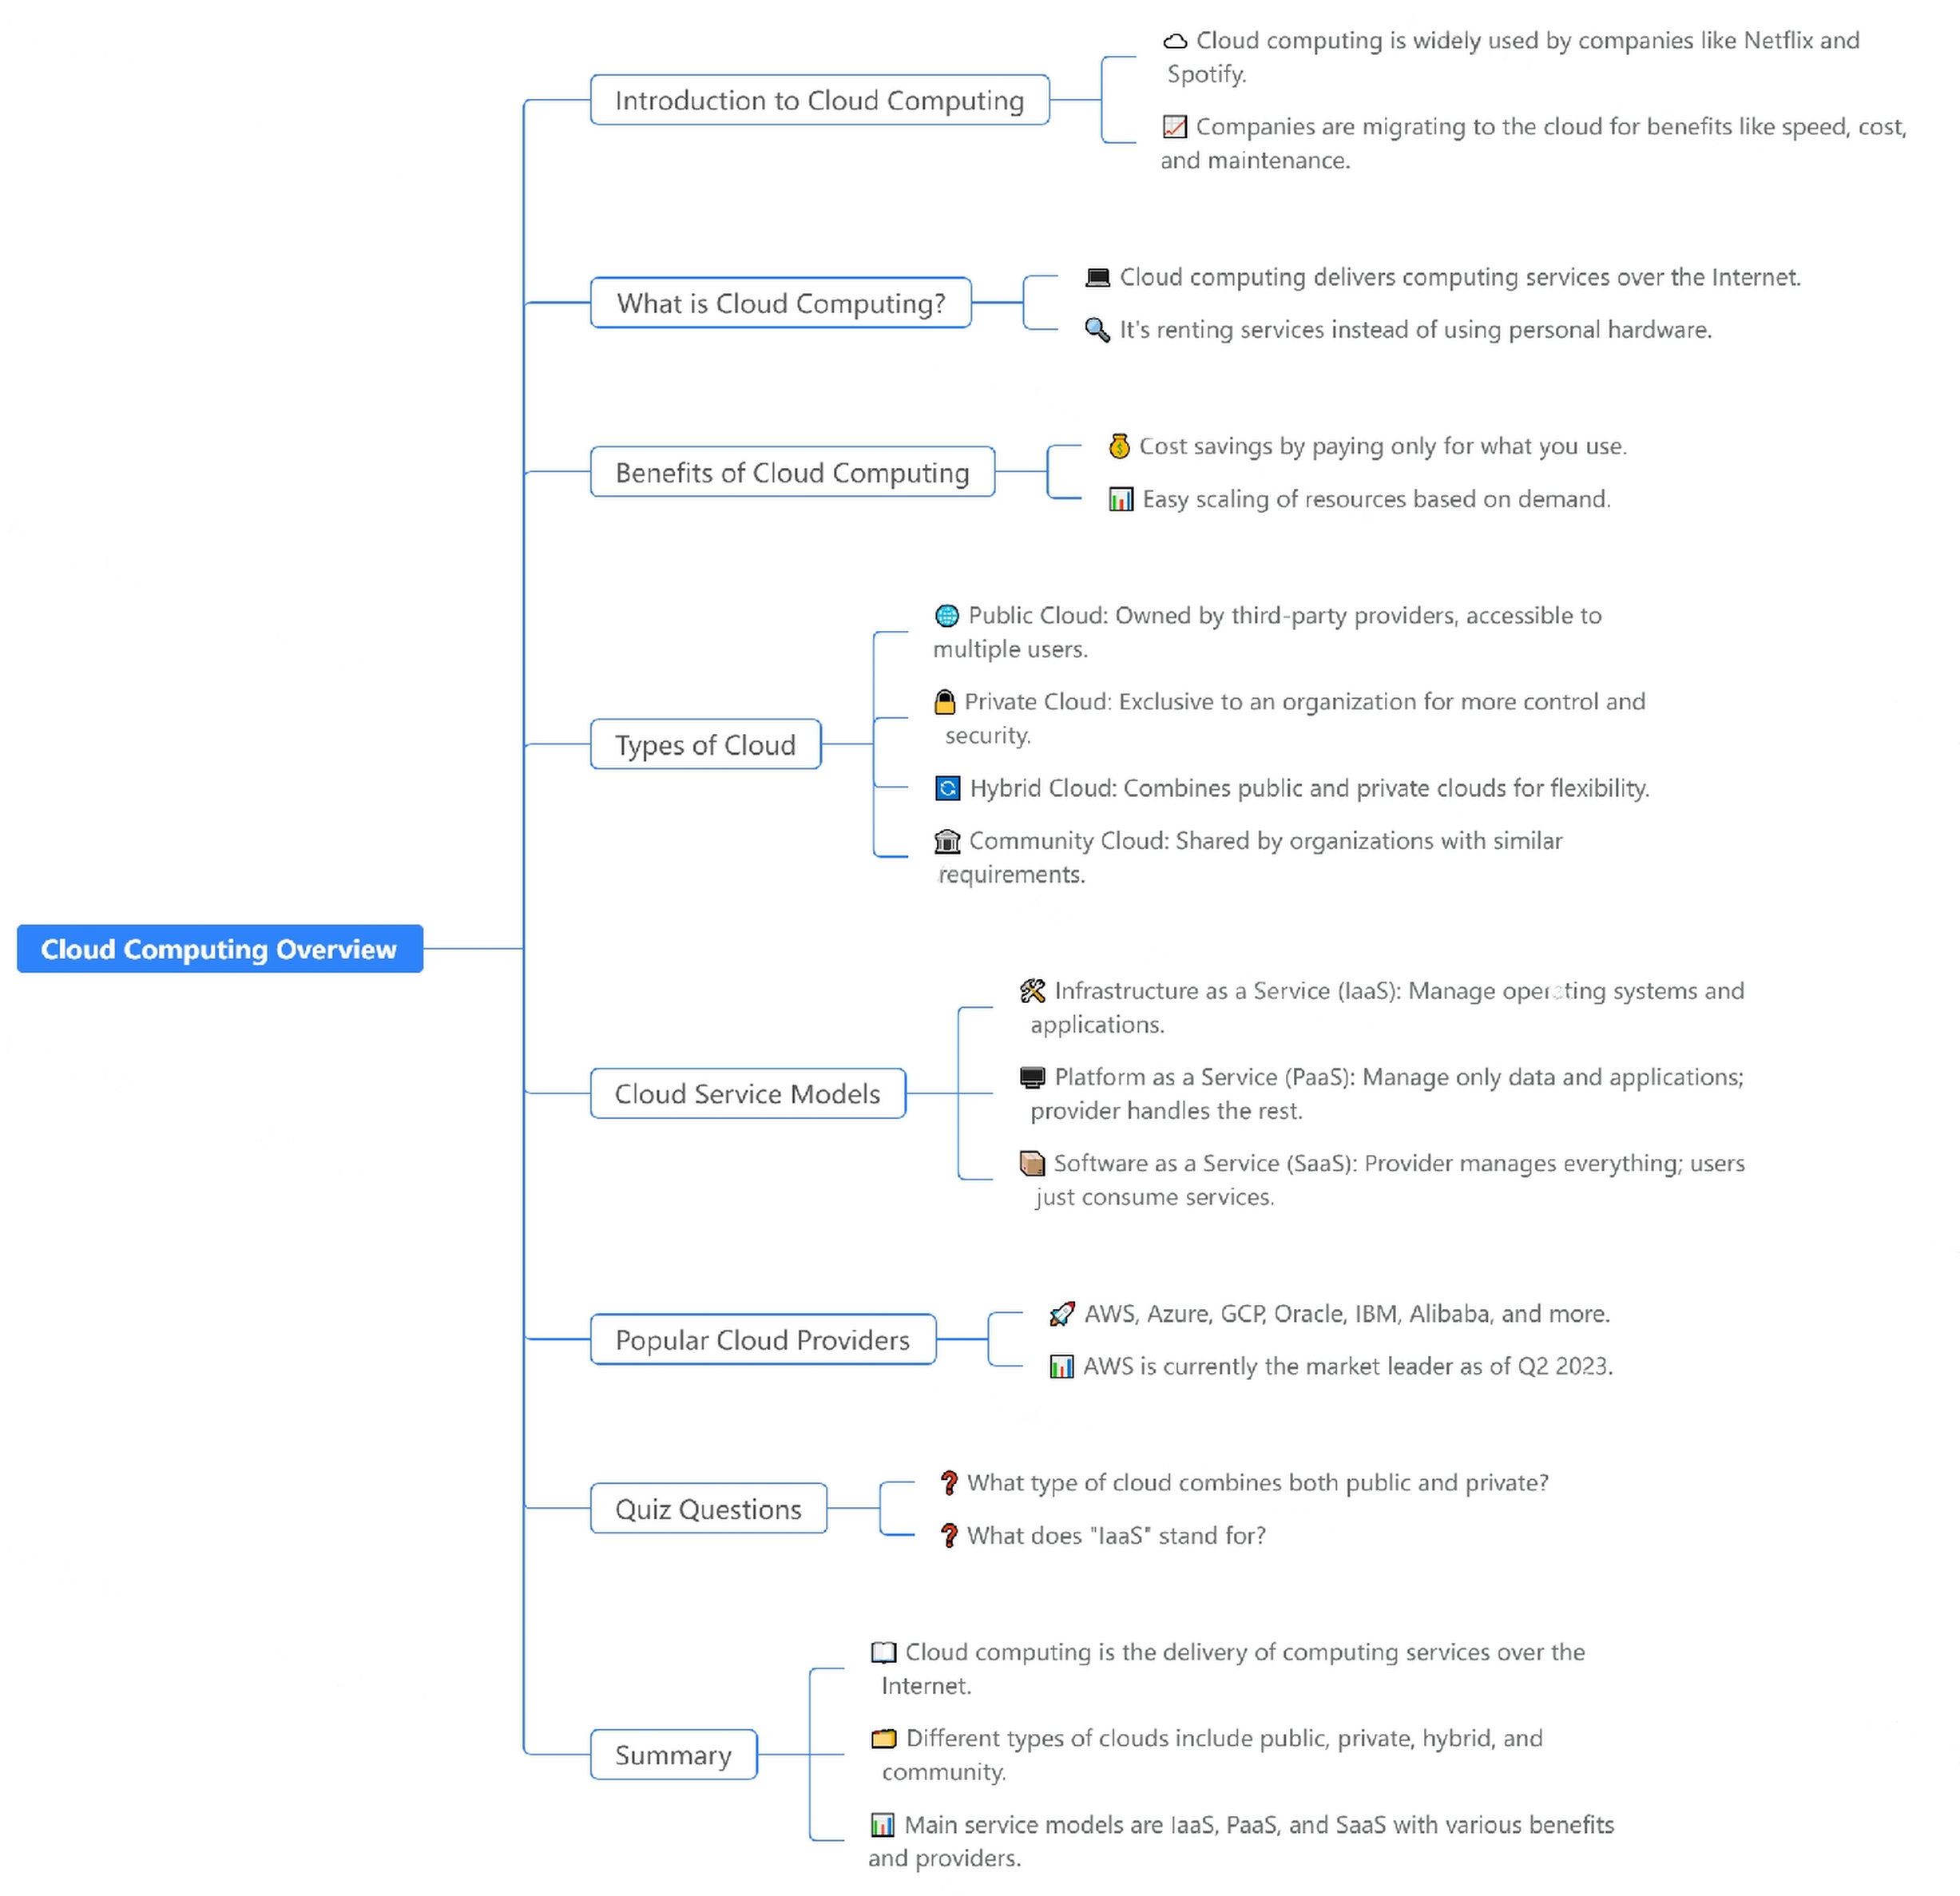 Cloud computing is widely used by companies like Netflix and
Spotify.
Introduction to Cloud Computing
Companies are migrating to the cloud for benefits like speed, cost,
and maintenance.
Cloud computing delivers computing services over the Internet.
What is Cloud Computing?
It's renting services instead of using personal hardware.
Cost savings by paying only for what you use.
Benefits of Cloud Computing
Easy scaling of resources based on demand.
Public Cloud: Owned by third-party providers, accessible to
multiple users.
Private Cloud: Exclusive to an organization for more control and
security.
Types of Cloud
Hybrid Cloud: Combines public and private clouds for flexibility.
Community Cloud: Shared by organizations with similar
requirements.
Cloud Computing Overview
Infrastructure as a Service (IaaS): Manage operating systems and
applications.
Platform as a Service (PaaS): Manage only data and applications;
provider handles the rest.
Cloud Service Models
Software as a Service (SaaS): Provider manages everything; users
just consume services.
AWS, Azure, GCP, Oracle, IBM, Alibaba, and more.
Popular Cloud Providers
AWS is currently the market leader as of Q2 2023.
What type of cloud combines both public and private?
Quiz Questions
What does "IaaS" stand for?
Cloud computing is the delivery of computing services over the
Internet.
Different types of clouds include public, private, hybrid, and
community.
Summary
Main service models are IaaS, PaaS, and SaaS with various benefits
and providers.